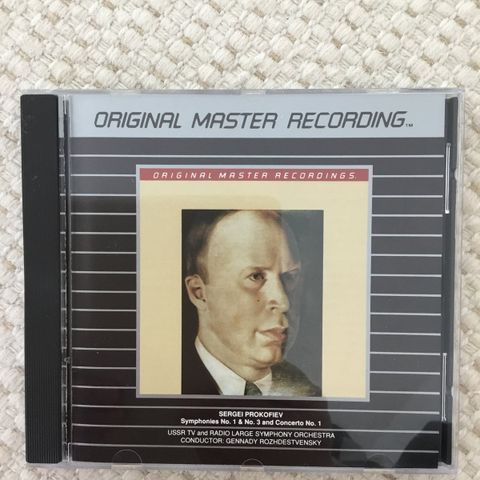 ORIGINAL MASTER RECORDING™
ORIGINAL MASTER RECORDINGS
SERGEI PROKOFIEV
Symphonies No. 1 & No. 3 and Concerto No. 1
USSR TV and RADIO LARGE SYMPHONY ORCHESTRA
CONDUCTOR: GENNADY ROZHDESTVENSKY